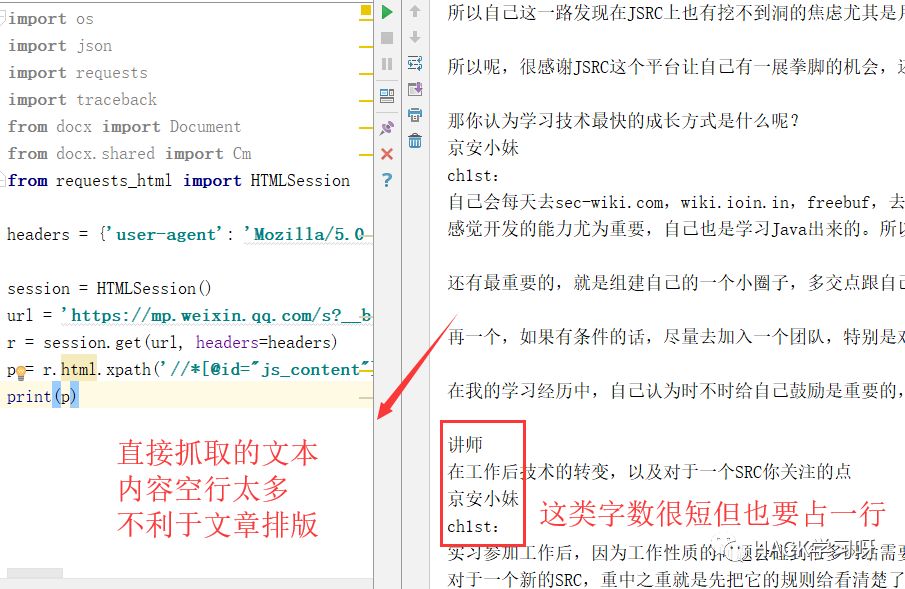 import os
import json
import requests
import traceback
from docx import Document
from docx.shared import Cm
from requests_html import HTMLSession
headers = {'user-agent': 'Mozilla/5.0
session = HTMLSession()
url = 'https://mp.weixin.qq.com/s?__b
r = session.get(url, headers=headers)
p = r.html.xpath('//*[@id="js_content"]
print(p)
直接抓取的文本
内容空行太多
不利于文章排版
所以自己这一路发现在JSRC上也有挖不到洞的焦虑尤其是
所以呢，很感谢JSRC这个平台让自己有一展拳脚的机会，
那你认为学习技术最快的成长方式是什么呢？
京安小妹
ch1st：
自己会每天去sec-wiki.com，wiki.ioin.in，freebuf，去
感觉开发的能力尤为重要，自己也是学习Java出来的。所以
还有最重要的，就是组建自己的一个小圈子，多交点跟自己
再一个，如果有条件的话，尽量去加入一个团队，特别是对
在我的学习经历中，自己认为时不时给自己鼓励是重要的，
讲师
在工作后技术的转变，以及对于一个SRC你关注的点
京安小妹
ch1st：
这类字数很短但也要占一行
HACK学习呀
实习参加工作后，因为工作性质的
对于一个新的SRC，重中之重就是先把它的规则给看清楚了